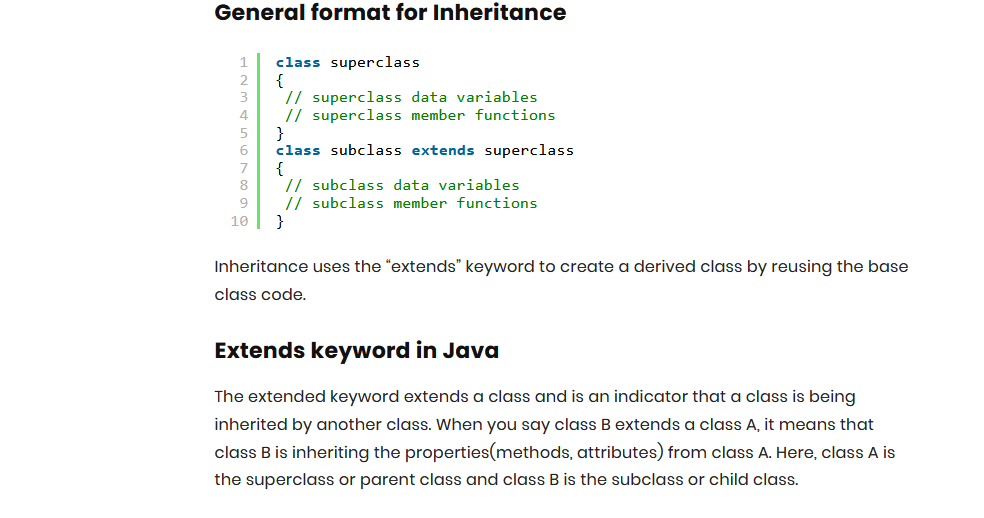 General format for Inheritance
1 class superclass
2 {
3 // superclass data variables
4 // superclass member functions
5 }
6 class subclass extends superclass
7 {
8 // subclass data variables
9 // subclass member functions
10 }
Inheritance uses the “extends” keyword to create a derived class by reusing the base
class code.
Extends keyword in Java
The extended keyword extends a class and is an indicator that a class is being
inherited by another class. When you say class B extends a class A, it means that
class B is inheriting the properties(methods, attributes) from class A. Here, class A is
the superclass or parent class and class B is the subclass or child class.